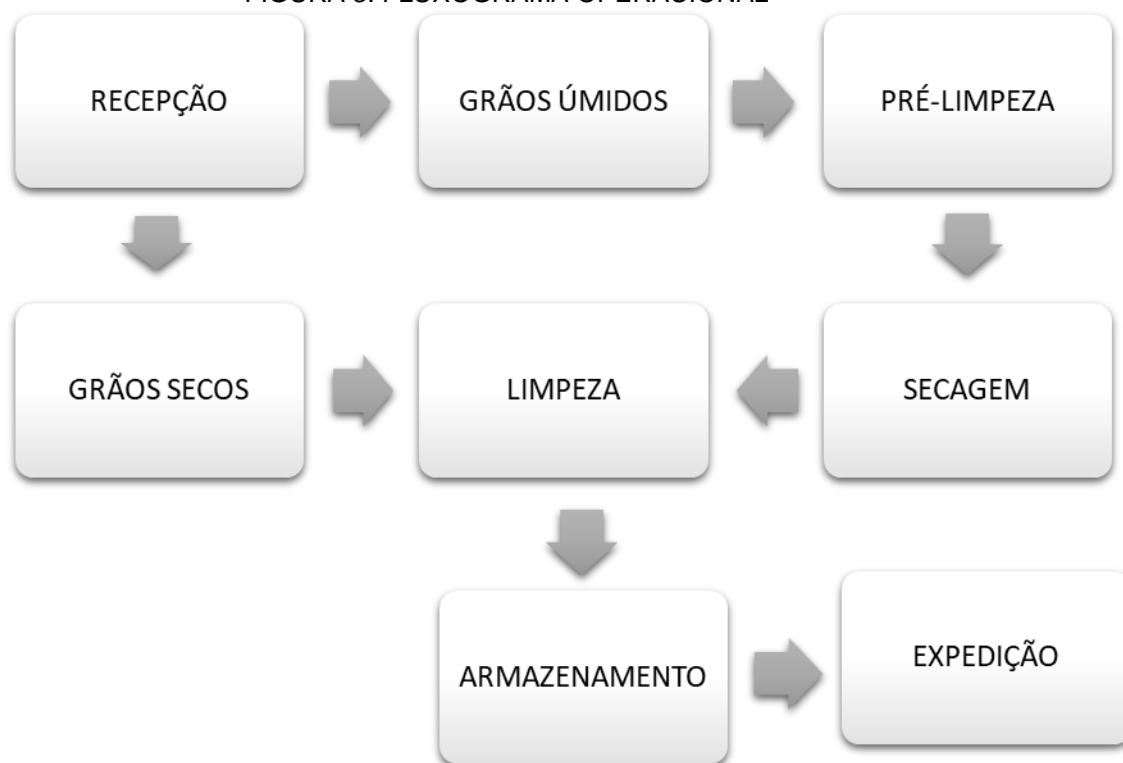 RECEPÇÃO
GRÃOS ÚMIDOS
PRÉ-LIMPEZA
GRÃOS SECOS
LIMPEZA
SECAGEM
ARMAZENAMENTO
EXPEDIÇÃO